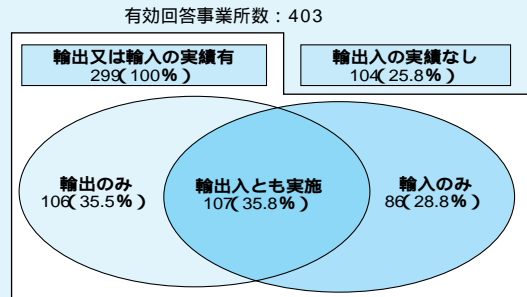 有効回答事業所数：403
輸出又は輸入の実績有
299(100％)
輸出入の実績なし
104(25.8％)
輸出のみ
106(35.5％)
輸出入とも実施
107(35.8％)
輸入のみ
86(28.8％)